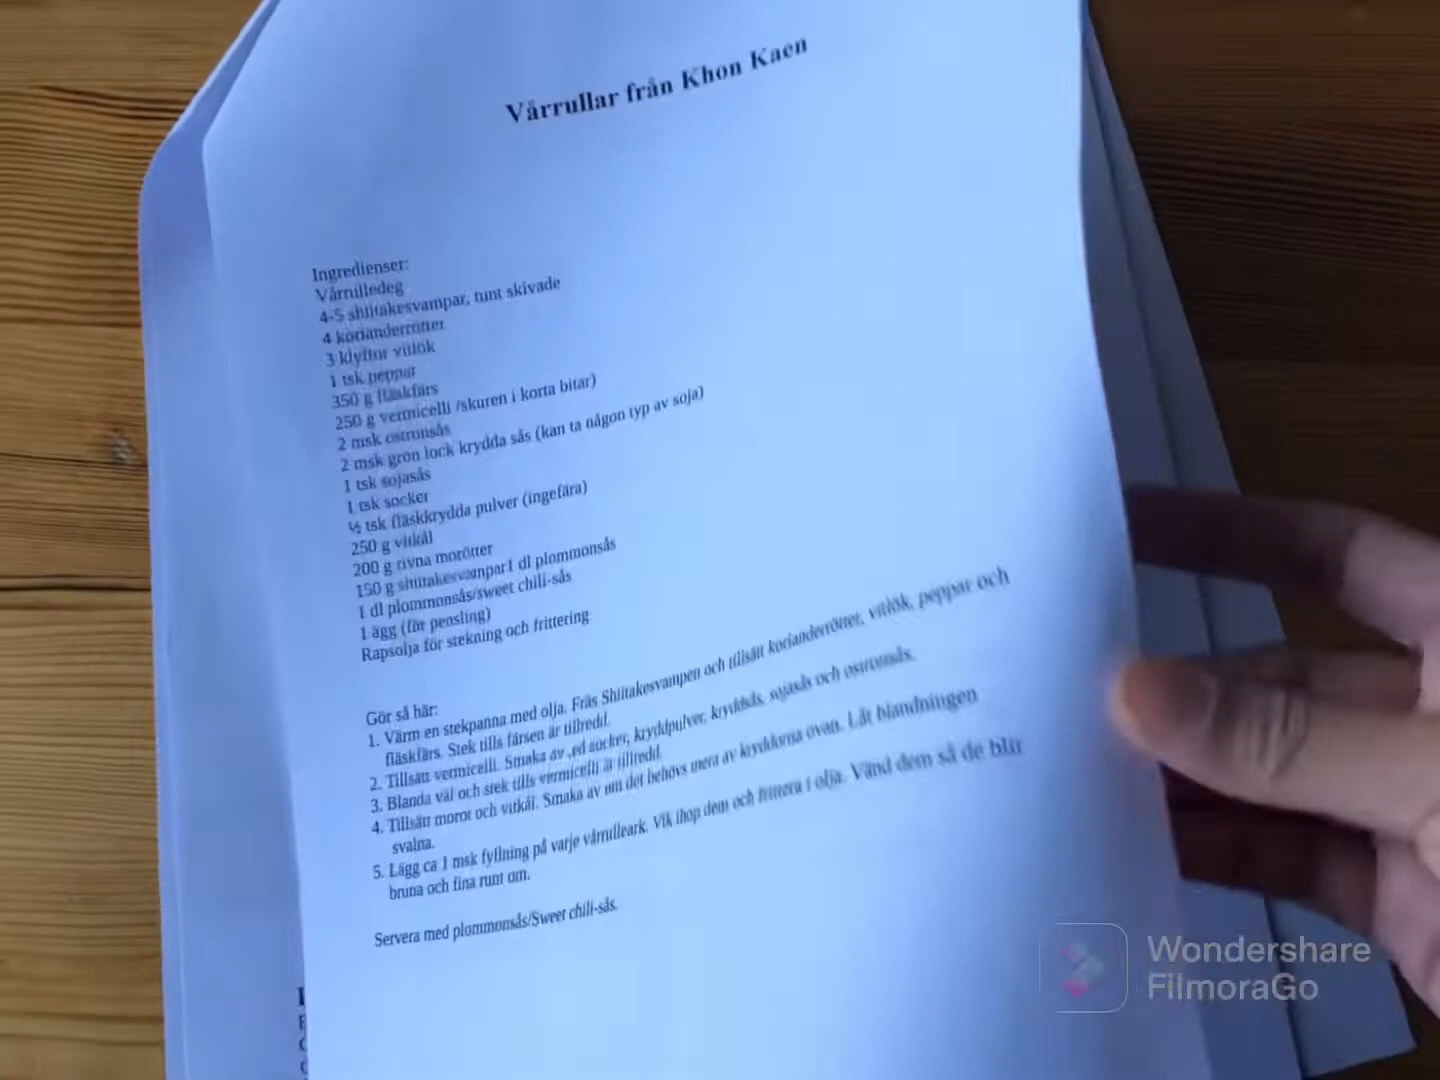 Vårrullar från Khon Kaen
Ingredienser:
Vårrulledeg
4-5 shiitakesvampar, tunt skivade
4 korianderrötter
3 klyftor vitlök
1 tsk peppar
350 g fläskfärs
250 g vermicelli /skuren i korta bitar)
2 msk ostronsås
2 msk grön lock krydda sås (kan ta någon typ av soja)
1 tsk sojasås
1 tsk socker
½ tsk fläskkrydda pulver (ingefära)
250 g vitkål
200 g rivna morötter
150 g shiitakesvampar1 dl plommonsås
1 dl plommonsås/sweet chili-sås
1 ägg (för pensling)
Rapsolja för stekning och frittering
Gör så här:
1. Värm en stekpanna med olja. Fräs Shiitakesvampen och tillsätt korianderrötter, vitlök, peppar och
fläskfärs. Stek tills färsen är tillredd.
2. Tillsätt vermicelli. Smaka av ,ed socker, kryddpulver, kryddsås, sojasås och ostronsås.
3. Blanda väl och stek tills vermicelli är tillredd.
4. Tillsätt morot och vitkål. Smaka av om det behövs mera av kryddorna ovan. Låt blandningen
svalna.
5. Lägg ca 1 msk fyllning på varje vårrulleark. Vik ihop dem och frittera i olja. Vänd dem så de blir
bruna och fina runt om.
Servera med plommonsås/Sweet chili-sås.
Wondershare
FilmoraGo